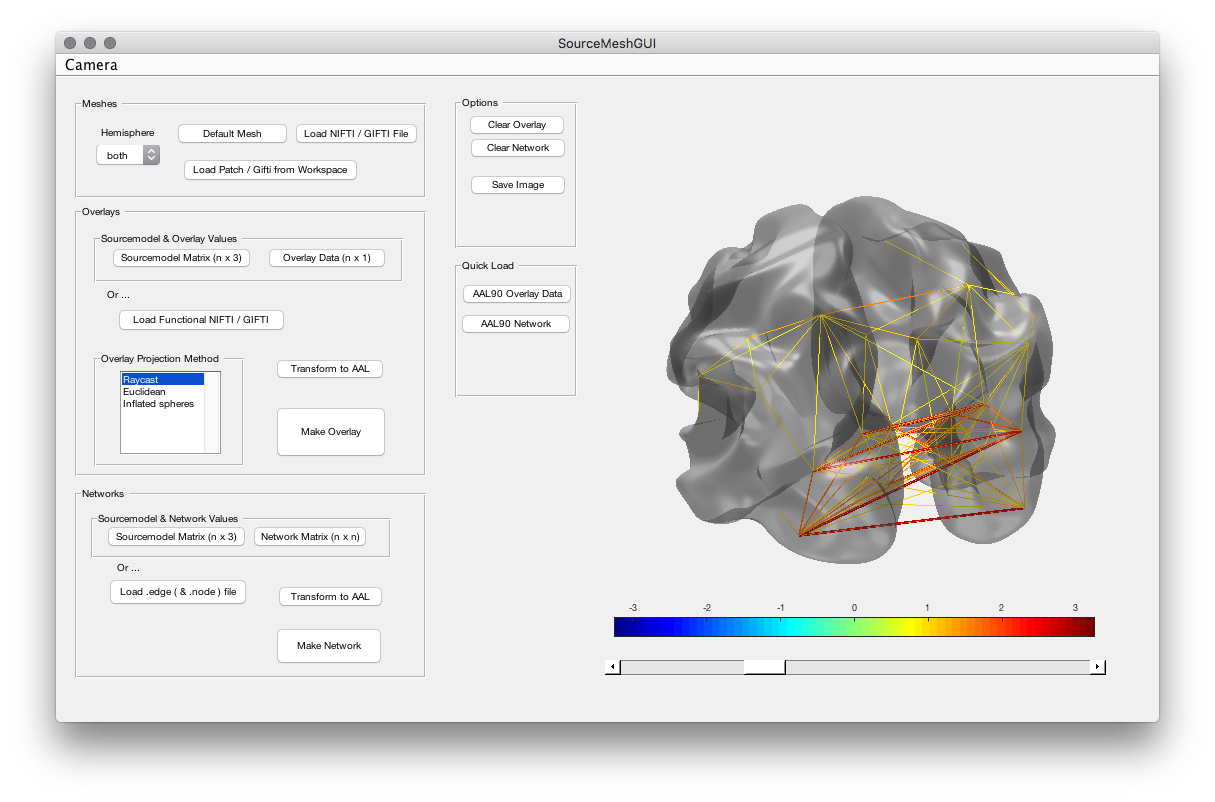 SourceMeshGUI
Camera
Meshes
Hemisphere
both
Default Mesh
Load NIFTI / GIFTI File
Load Patch / Gifti from Workspace
Overlays
Sourcemodel & Overlay Values
Sourcemodel Matrix (n x 3)
Overlay Data (n x 1)
Or ...
Load Functional NIFTI / GIFTI
Overlay Projection Method
Raycast
Euclidean
Inflated spheres
Transform to AAL
Make Overlay
Networks
Sourcemodel & Network Values
Sourcemodel Matrix (n x 3)
Network Matrix (n x n)
Or ...
Load .edge ( & .node ) file
Transform to AAL
Make Network
Options
Clear Overlay
Clear Network
Save Image
Quick Load
AAL90 Overlay Data
AAL90 Network
-3 -2 -1 0 1 2 3